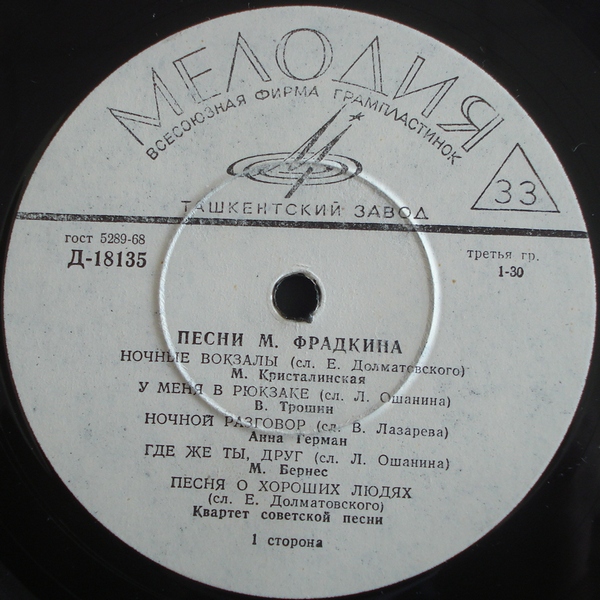 МЕЛОДИЯ
ВСЕСОЮЗНАЯ ФИРМА ГРАМПЛАСТИНОК
33
ТАШКЕНТСКИЙ ЗАВОД
гост 5289-68
Д-18135
третья гр.
1-30
ПЕСНИ М. ФРАДКИНА
НОЧНЫЕ ВОКЗАЛЫ (сл. Е. Долматовского)
М. Кристалинская
У МЕНЯ В РЮКЗАКЕ (сл. Л. Ошанина)
В. Трошин
НОЧНОЙ РАЗГОВОР (сл. В. Лазарева)
Анна Герман
ГДЕ ЖЕ ТЫ, ДРУГ (сл. Л. Ошанина)
М. Бернес
ПЕСНЯ О ХОРОШИХ ЛЮДЯХ
(сл. Е. Долматовского)
Квартет советской песни
1 сторона